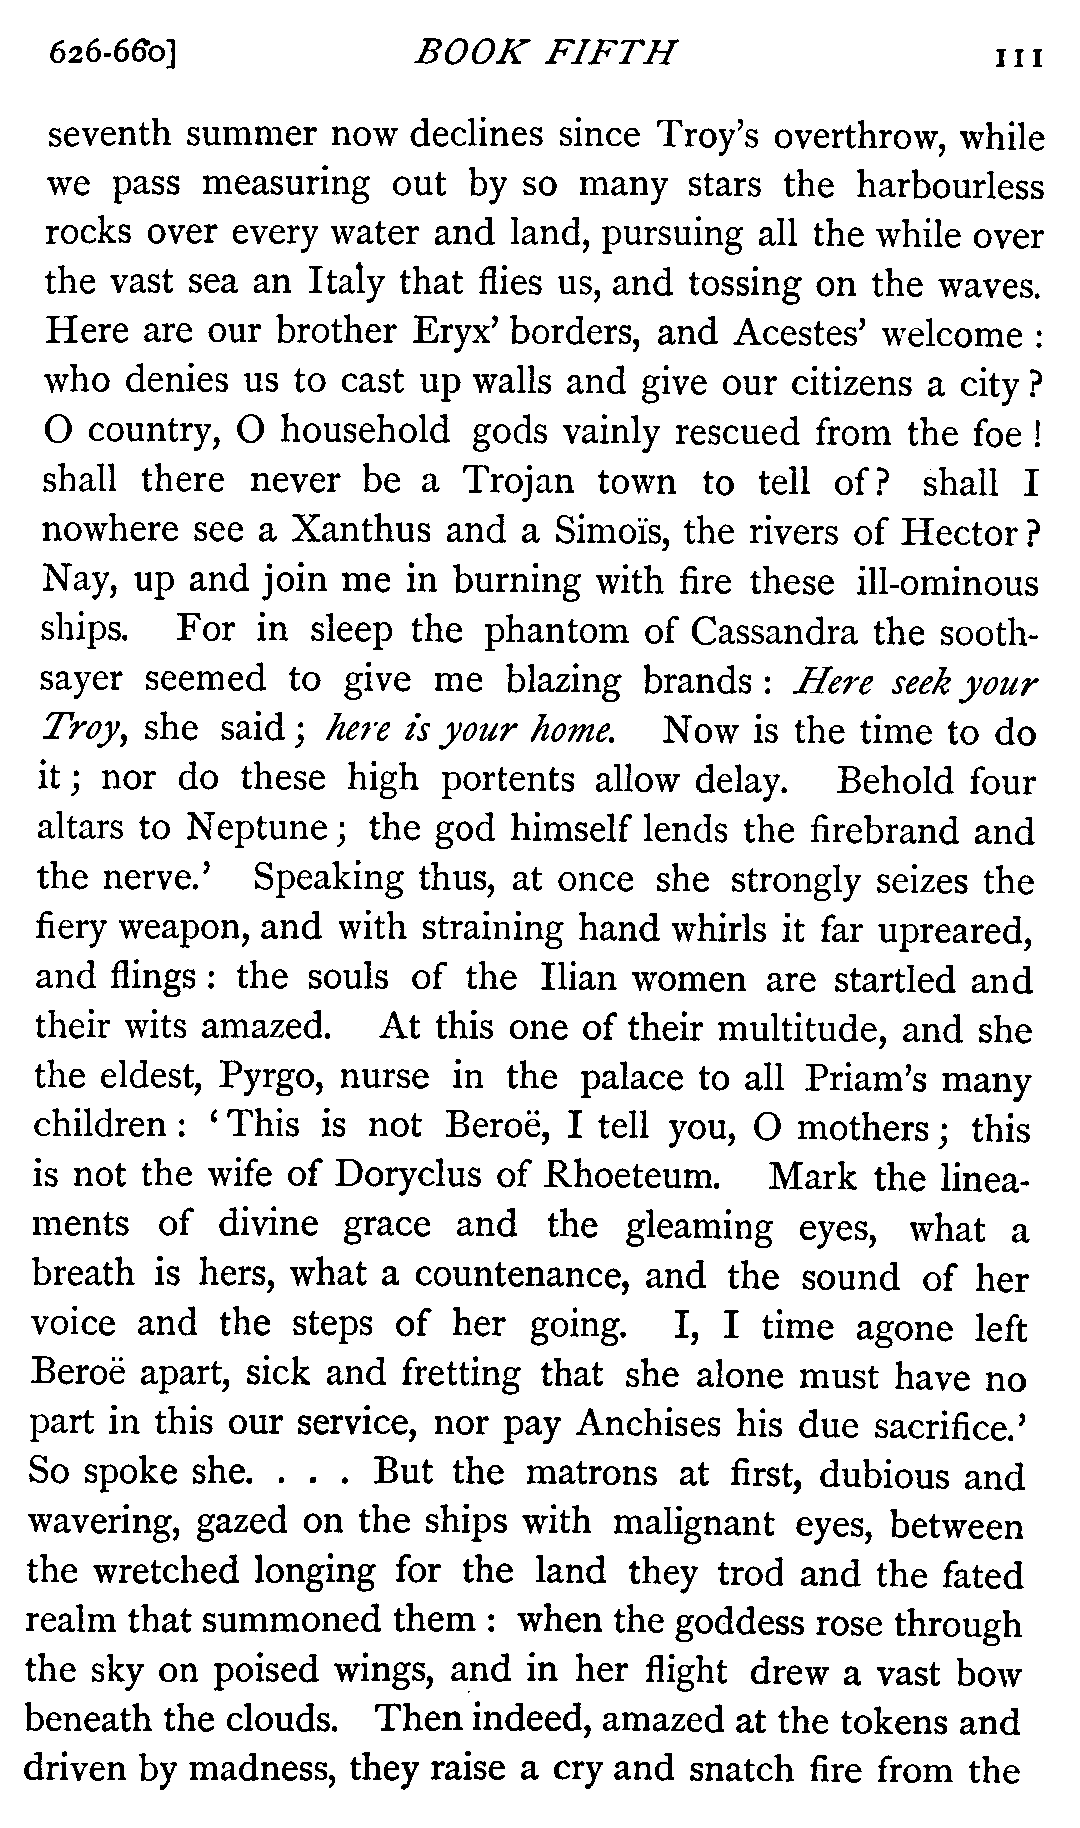 626-660] BOOK FIFTH 111
seventh summer now declines since Troy's overthrow, while
we pass measuring out by so many stars the harbourless
rocks over every water and land, pursuing all the while over
the vast sea an Italy that flies us, and tossing on the waves.
Here are our brother Eryx' borders, and Acestes' welcome :
who denies us to cast up walls and give our citizens a city ?
O country, O household gods vainly rescued from the foe !
shall there never be a Trojan town to tell of ? shall I
nowhere see a Xanthus and a Simoïs, the rivers of Hector ?
Nay, up and join me in burning with fire these ill-ominous
ships. For in sleep the phantom of Cassandra the sooth-
sayer seemed to give me blazing brands : Here seek your
Troy, she said ; here is your home. Now is the time to do
it ; nor do these high portents allow delay. Behold four
altars to Neptune ; the god himself lends the firebrand and
the nerve.' Speaking thus, at once she strongly seizes the
fiery weapon, and with straining hand whirls it far upreared,
and flings : the souls of the Ilian women are startled and
their wits amazed. At this one of their multitude, and she
the eldest, Pyrgo, nurse in the palace to all Priam's many
children : 'This is not Beroë, I tell you, O mothers ; this
is not the wife of Doryclus of Rhoeteum. Mark the linea-
ments of divine grace and the gleaming eyes, what a
breath is hers, what a countenance, and the sound of her
voice and the steps of her going. I, I time agone left
Beroë apart, sick and fretting that she alone must have no
part in this our service, nor pay Anchises his due sacrifice.'
So spoke she. . . . But the matrons at first, dubious and
wavering, gazed on the ships with malignant eyes, between
the wretched longing for the land they trod and the fated
realm that summoned them : when the goddess rose through
the sky on poised wings, and in her flight drew a vast bow
beneath the clouds. Then indeed, amazed at the tokens and
driven by madness, they raise a cry and snatch fire from the